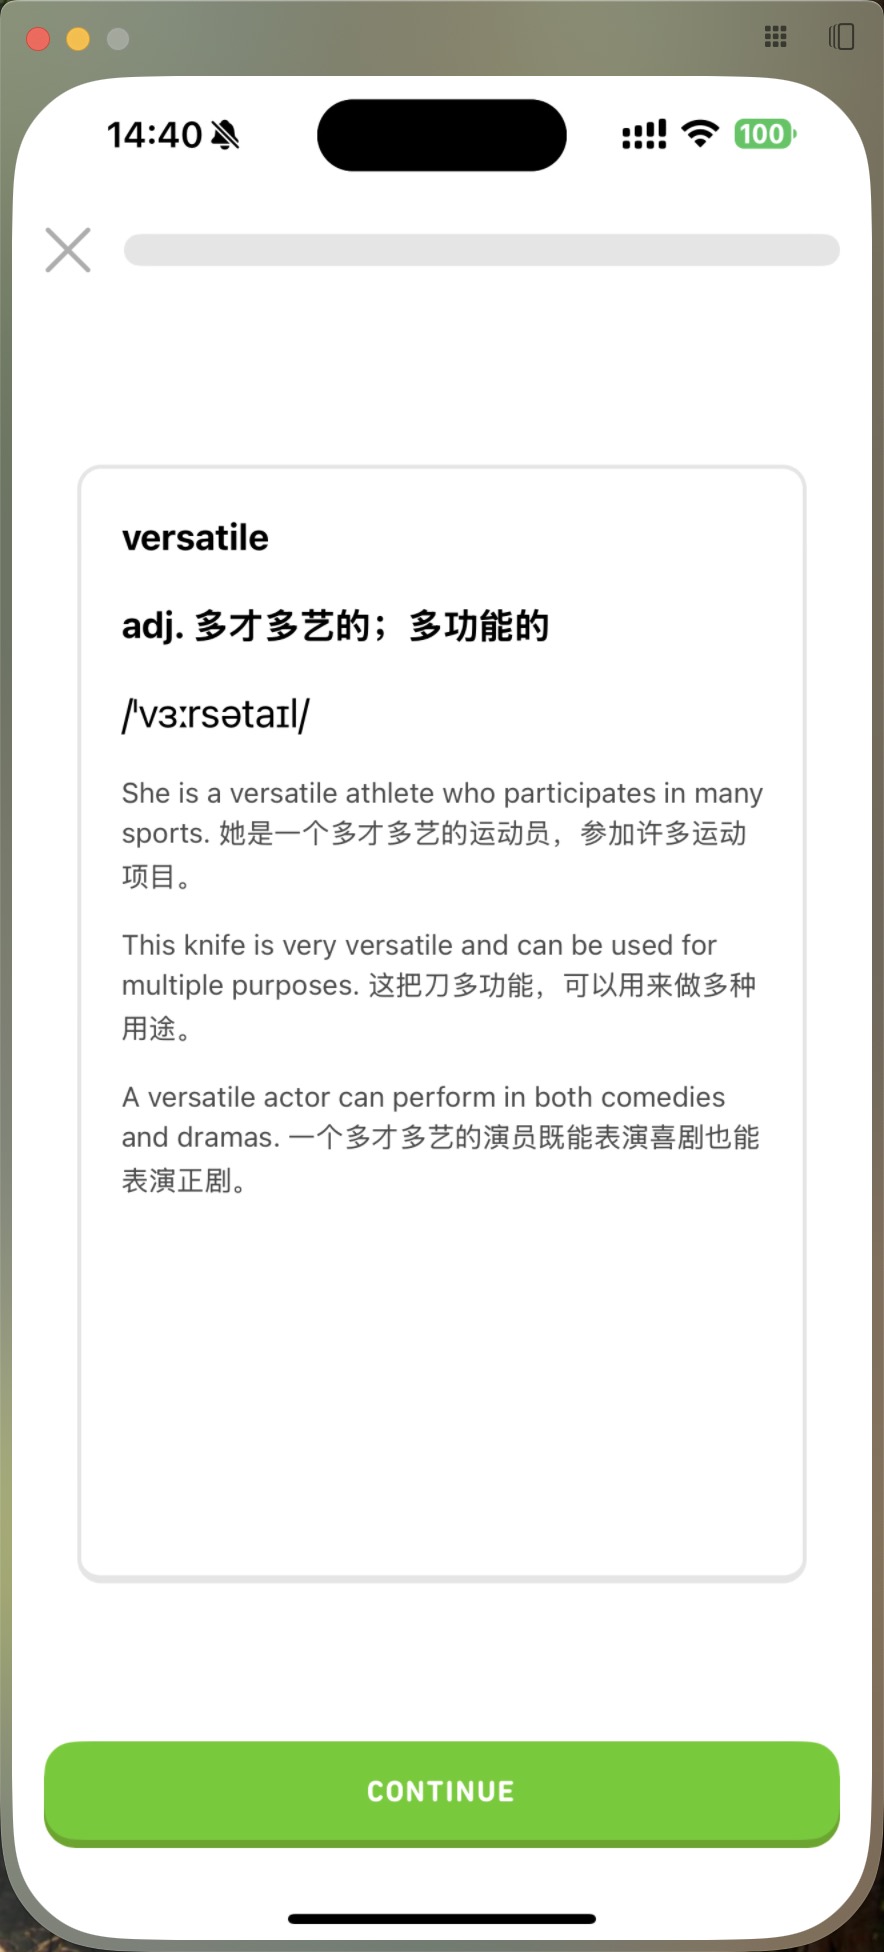 14:40
100
versatile
adj. 多才多艺的；多功能的
/ˈvɜːrsətaɪl/
She is a versatile athlete who participates in many
sports. 她是一个多才多艺的运动员，参加许多运动
项目。
This knife is very versatile and can be used for
multiple purposes. 这把刀多功能，可以用来做多种
用途。
A versatile actor can perform in both comedies
and dramas. 一个多才多艺的演员既能表演喜剧也能
表演正剧。
CONTINUE